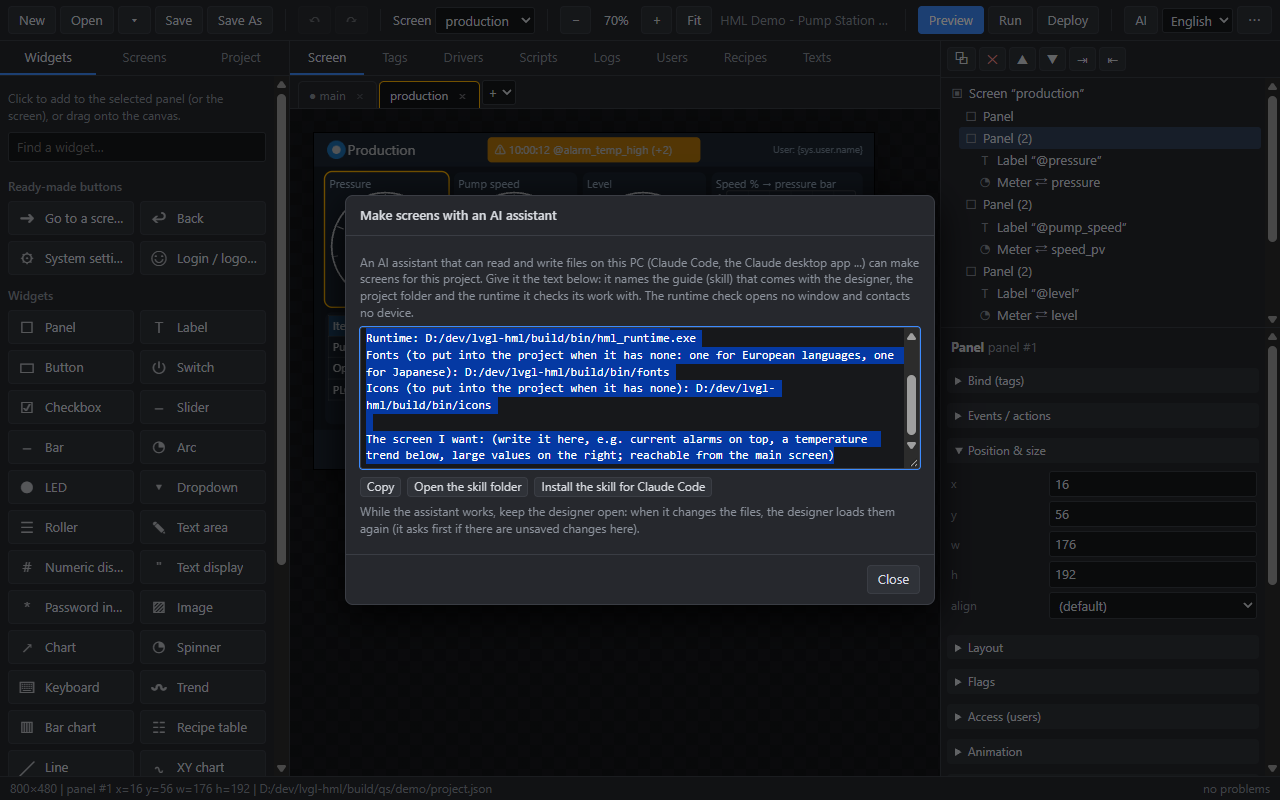 New Open ▾ Save Save As Screen production − 70% + Fit HML Demo - Pump Station ... Preview Run Deploy AI English ...
Widgets Screens Project
Screen Tags Drivers Scripts Logs Users Recipes Texts
Click to add to the selected panel (or the
screen), or drag onto the canvas.
Find a widget...
Ready-made buttons
Go to a scre... Back
System setti... Login / logo...
Widgets
Panel T Label
Button Switch
Checkbox Slider
Bar Arc
LED Dropdown
Roller Text area
# Numeric dis... " Text display
* Password in... Image
Chart Spinner
Keyboard Trend
Bar chart Recipe table
Line XY chart
● main × production × +
Production
10:00:12 @alarm_temp_high (+2)
User: {sys.user.name}
Pressure Pump speed Level Speed % → pressure bar
Make screens with an AI assistant
An AI assistant that can read and write files on this PC (Claude Code, the Claude desktop app ...) can make
screens for this project. Give it the text below: it names the guide (skill) that comes with the designer, the
project folder and the runtime it checks its work with. The runtime check opens no window and contacts
no device.
Runtime: D:/dev/lvgl-hml/build/bin/hml_runtime.exe
Fonts (to put into the project when it has none: one for European languages, one
for Japanese): D:/dev/lvgl-hml/build/bin/fonts
Icons (to put into the project when it has none): D:/dev/lvgl-
hml/build/bin/icons
The screen I want: (write it here, e.g. current alarms on top, a temperature
trend below, large values on the right; reachable from the main screen)
Copy Open the skill folder Install the skill for Claude Code
While the assistant works, keep the designer open: when it changes the files, the designer loads them
again (it asks first if there are unsaved changes here).
Close
Screen “production”
Panel
Panel (2)
T Label “@pressure”
Meter ⇄ pressure
Panel (2)
T Label “@pump_speed”
Meter ⇄ speed_pv
Panel (2)
T Label “@level”
Meter ⇄ level
Panel panel #1
Bind (tags)
Events / actions
Position & size
x 16
y 56
w 176
h 192
align (default)
Layout
Flags
Access (users)
Animation
800×480 | panel #1 x=16 y=56 w=176 h=192 | D:/dev/lvgl-hml/build/qs/demo/project.json
no problems